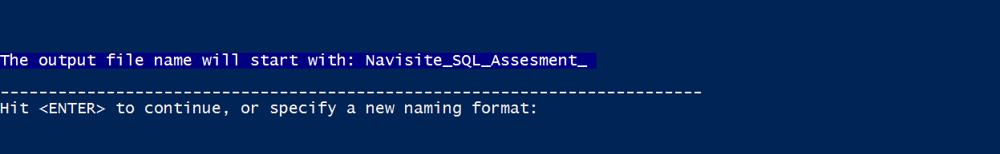 The output file name will start with: Navisite_SQL_Assesment_
-------------------------------------------------------------------------
Hit <ENTER> to continue, or specify a new naming format: